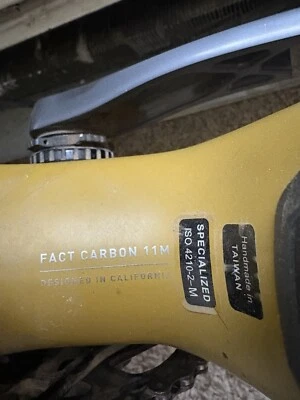 FACT CARBON 11M
DESIGNED IN CALIFORNIA
SPECIALIZED
ISO 4210-2–M
Handmade in
TAIWAN